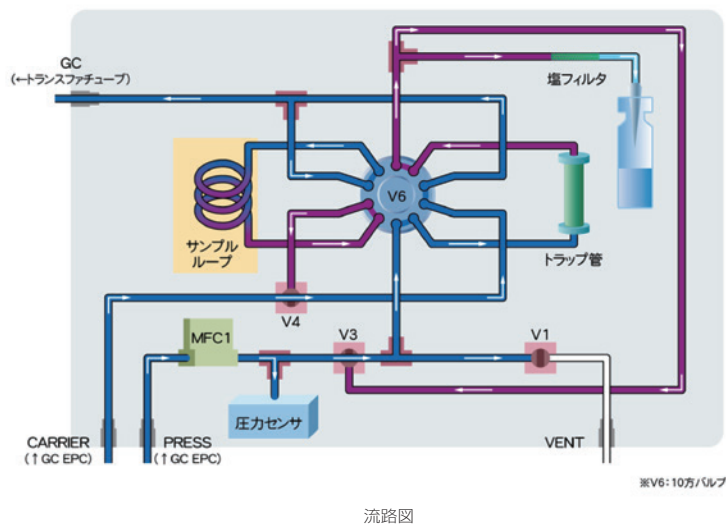 GC
(←トランスファチューブ)
塩フィルタ
V6
サンプル
ループ
トラップ管
V4
MFC1
V3
V1
圧力センサ
CARRIER
(↑GC EPC)
PRESS
(↑GC EPC)
VENT
※V6:10方バルブ
流路図